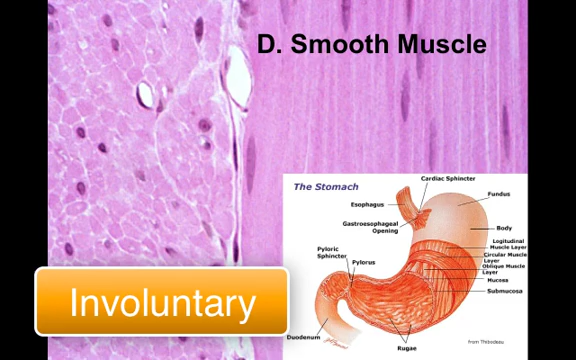 D. Smooth Muscle
The Stomach
Cardiac Sphincter
Fundus
Esophagus
Gastroesophageal
Opening
Body
Logitudinal
Muscle Layer
Circular Muscle
Layer
Oblique Muscle
Layer
Mucosa
Submucosa
Pyloric
Sphincter
Pylorus
Duodenum
Rugae
from Thibodeau
Involuntary